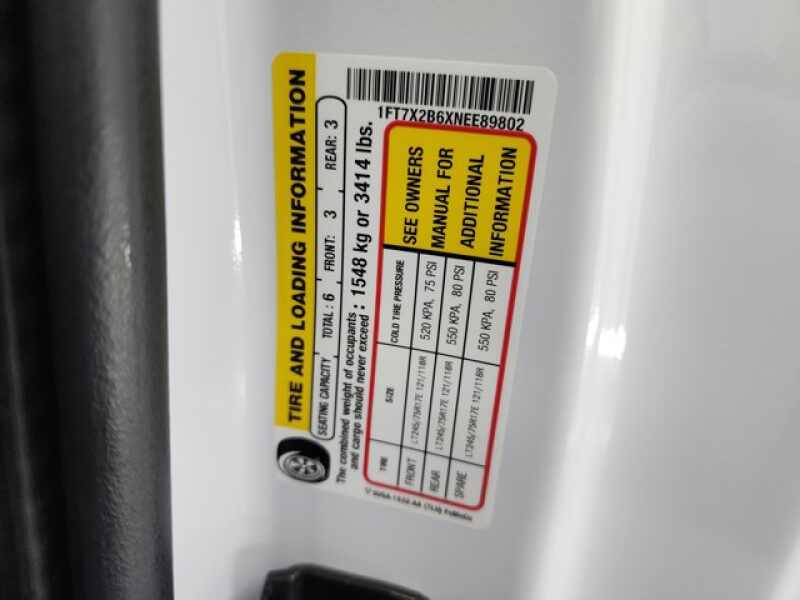 TIRE AND LOADING INFORMATION
SEATING CAPACITY TOTAL: 6 FRONT: 3 REAR: 3
The combined weight of occupants and cargo should never exceed: 1548 kg or 3414 lbs.
TIRE SIZE COLD TIRE PRESSURE
FRONT LT245/75R17E 121/118R 520 KPA, 75 PSI
REAR LT245/75R17E 121/118R 550 KPA, 80 PSI
SPARE LT245/75R17E 121/118R 550 KPA, 80 PSI
SEE OWNERS
MANUAL FOR
ADDITIONAL
INFORMATION
1FT7X2B6XNEE89802